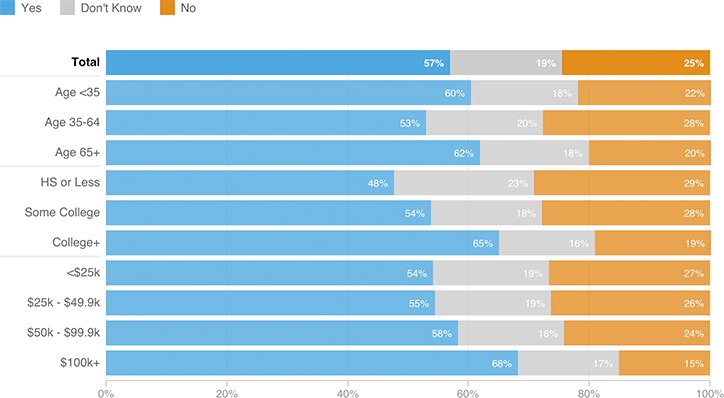 Yes Don't Know No
Total 57% 19% 25%
Age <35 60% 18% 22%
Age 35-64 53% 20% 28%
Age 65+ 62% 18% 20%
HS or Less 48% 23% 29%
Some College 54% 18% 28%
College+ 65% 16% 19%
<$25k 54% 19% 27%
$25k - $49.9k 55% 19% 26%
$50k - $99.9k 58% 18% 24%
$100k+ 68% 17% 15%
0% 20% 40% 60% 80% 100%